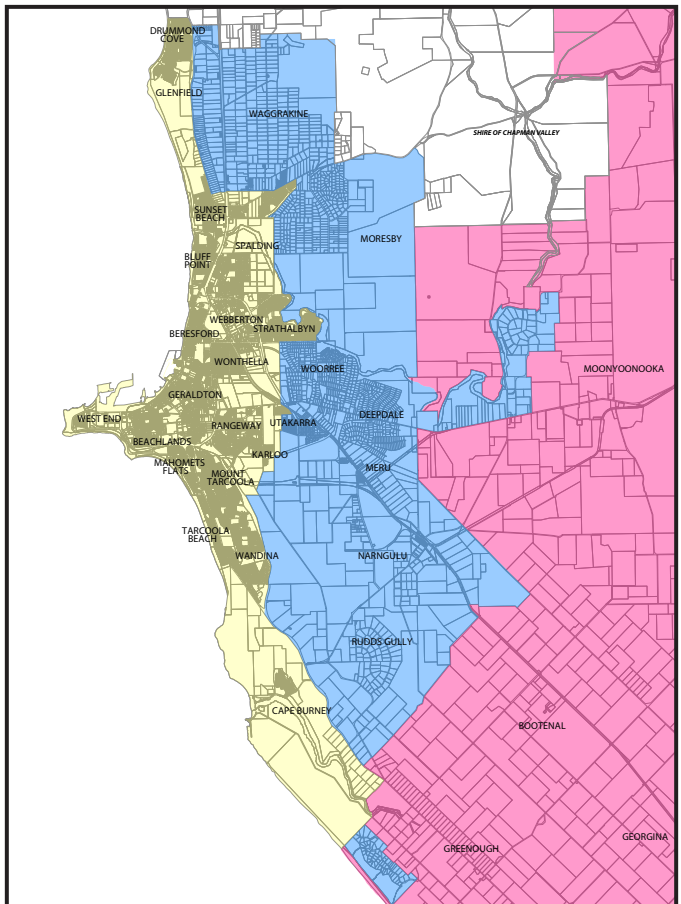 DRUMMOND
COVE
GLENFIELD
WAGGRAKINE
SHIRE OF CHAPMAN VALLEY
SUNSET
BEACH
MORESBY
SPALDING
BLUFF
POINT
WEBBERTON
STRATHALBYN
BERESFORD
WONTHELLA
WOORREE
MOONYOONOOKA
GERALDTON
DEEPDALE
WEST END
RANGEWAY
UTAKARRA
BEACHLANDS
KARLOO
MAHOMETS
FLATS
MERU
MOUNT
TARCOOLA
TARCOOLA
BEACH
WANDINA
NARNGULU
RUDDS GULLY
CAPE BURNEY
BOOTENAL
GEORGINA
GREENOUGH